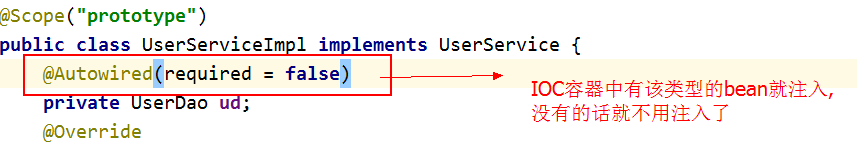 @Scope("prototype")
public class UserServiceImpl implements UserService {
@Autowired(required = false)
private UserDao ud;
@Override
IOC容器中有该类型的bean就注入,
没有的话就不用注入了